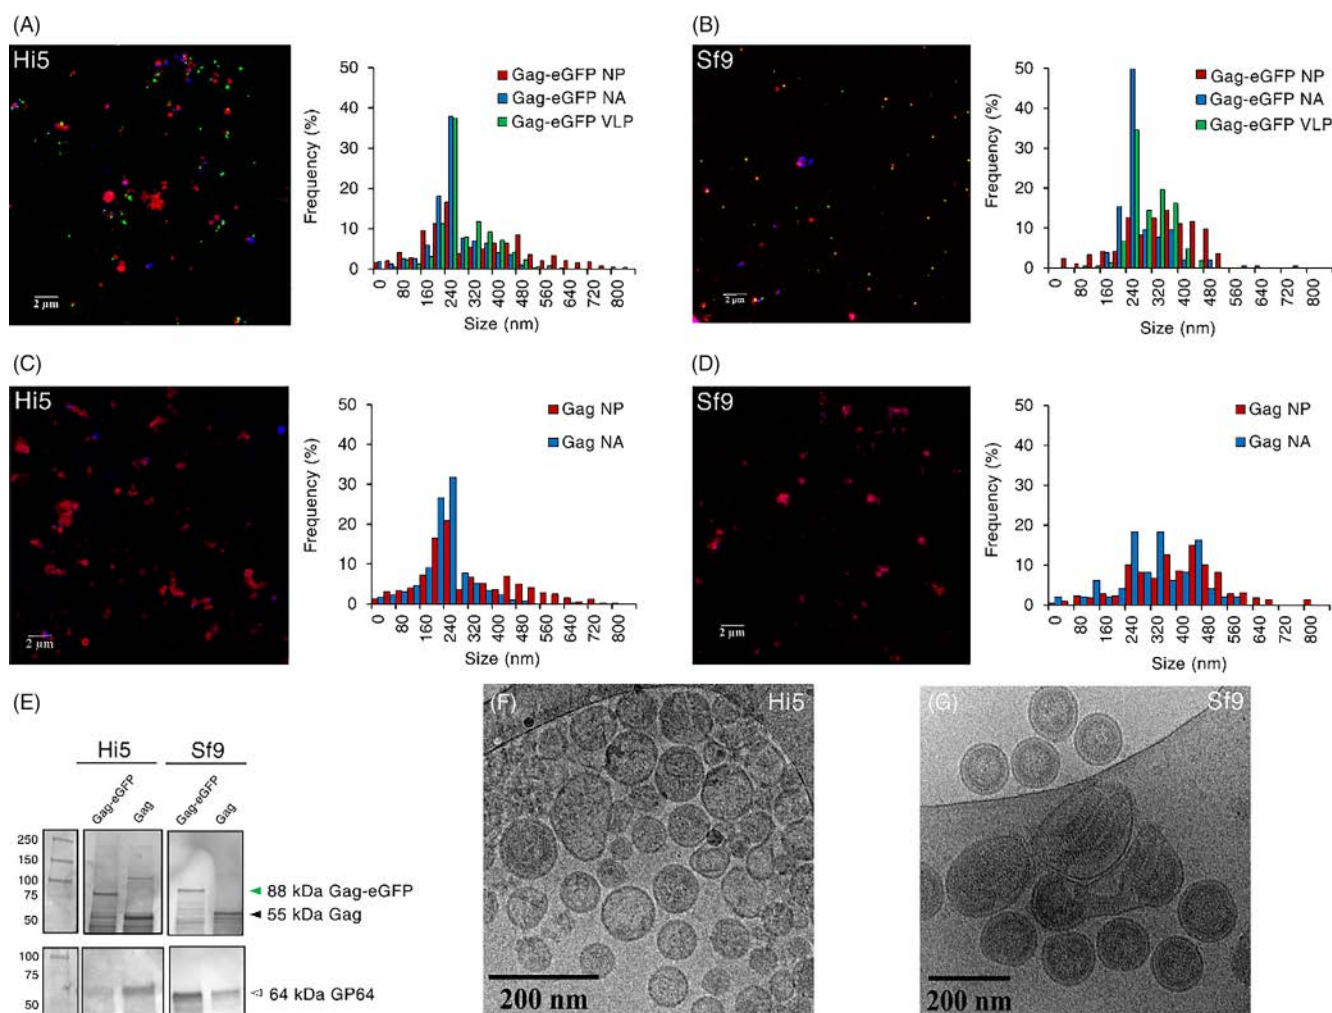 (A)
Hi5
2 µm
Frequency (%)
50
40
30
20
10
0
Gag-eGFP NP
Gag-eGFP NA
Gag-eGFP VLP
0 80 160 240 320 400 480 560 640 720 800
Size (nm)
(B)
Sf9
2 µm
Frequency (%)
50
40
30
20
10
0
Gag-eGFP NP
Gag-eGFP NA
Gag-eGFP VLP
0 80 160 240 320 400 480 560 640 720 800
Size (nm)
(C)
Hi5
2 µm
Frequency (%)
50
40
30
20
10
0
Gag NP
Gag NA
0 80 160 240 320 400 480 560 640 720 800
Size (nm)
(D)
Sf9
2 µm
Frequency (%)
50
40
30
20
10
0
Gag NP
Gag NA
0 80 160 240 320 400 480 560 640 720 800
Size (nm)
(E)
Hi5 Sf9
Gag-eGFP Gag Gag-eGFP Gag
250
150
100
75
50
88 kDa Gag-eGFP
55 kDa Gag
100
75
50
64 kDa GP64
(F) Hi5
200 nm
(G) Sf9
200 nm